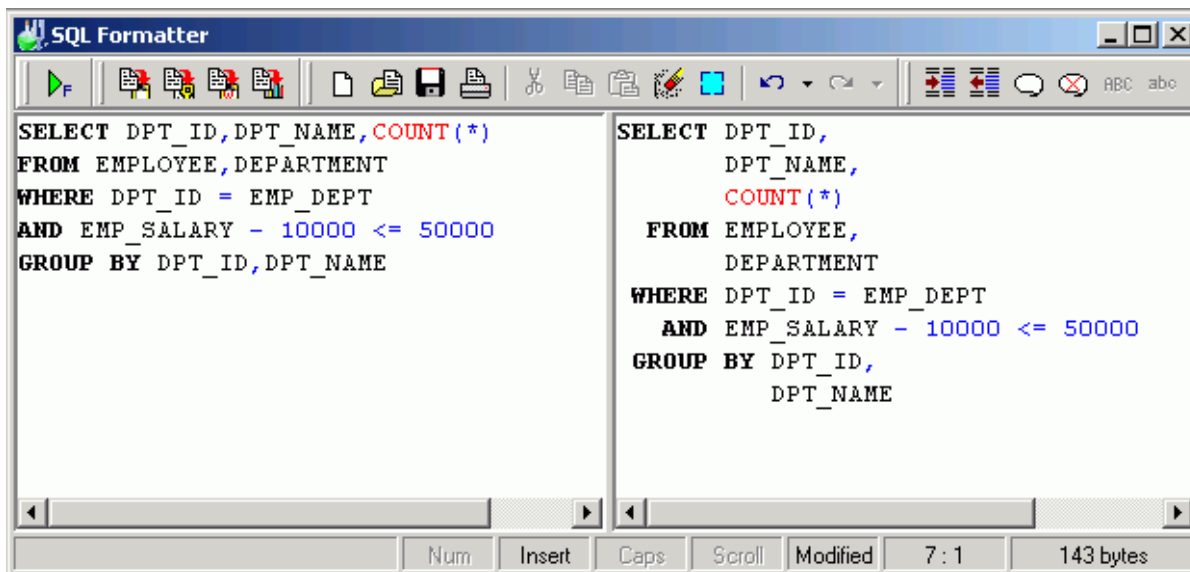 SQL Formatter
F
ABC abc
SELECT DPT_ID,DPT_NAME,COUNT(*)
FROM EMPLOYEE,DEPARTMENT
WHERE DPT_ID = EMP_DEPT
AND EMP_SALARY - 10000 <= 50000
GROUP BY DPT_ID,DPT_NAME
SELECT DPT_ID,
DPT_NAME,
COUNT(*)
FROM EMPLOYEE,
DEPARTMENT
WHERE DPT_ID = EMP_DEPT
AND EMP_SALARY - 10000 <= 50000
GROUP BY DPT_ID,
DPT_NAME
Num Insert Caps Scroll Modified 7 : 1 143 bytes